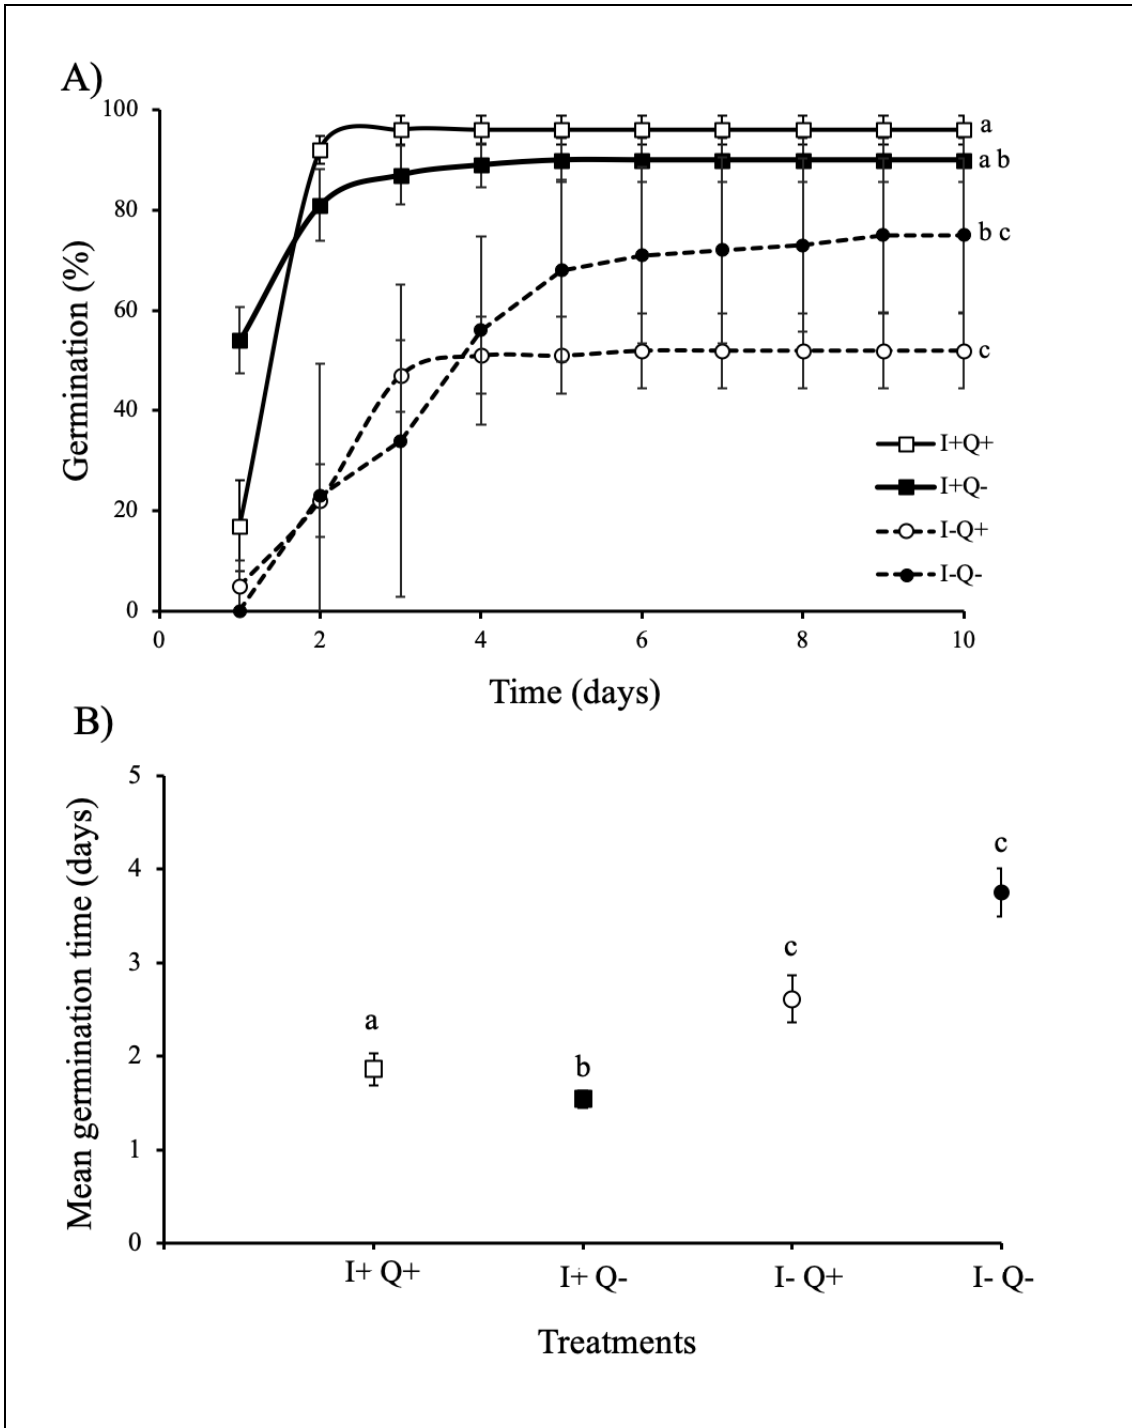 A)
100
80
60
40
20
0
Germination (%)
a
a b
b c
c
I+Q+
I+Q-
I-Q+
I-Q-
0 2 4 6 8 10
Time (days)
B)
5
4
3
2
1
0
Mean germination time (days)
a
b
c
c
I+ Q+ I+ Q- I- Q+ I- Q-
Treatments